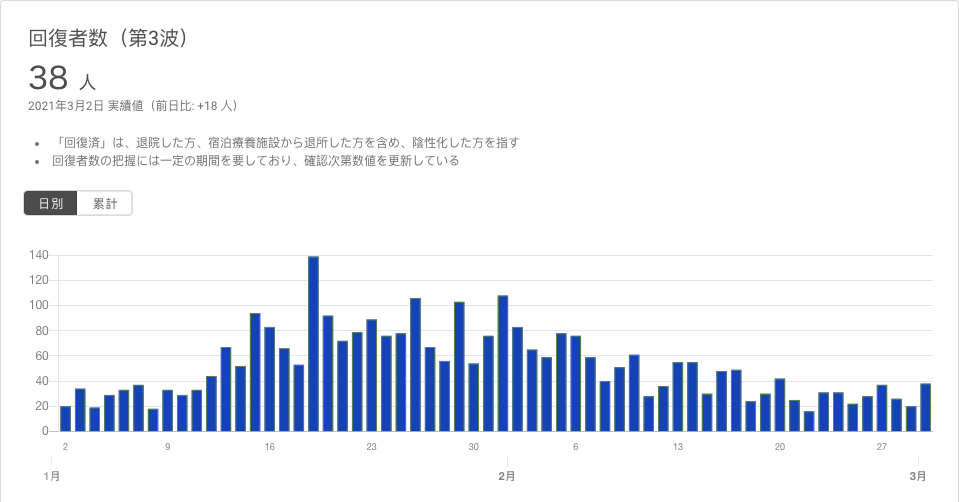 回復者数（第3波）
38 人
2021年3月2日 実績値（前日比: +18 人）
• 「回復済」は、退院した方、宿泊療養施設から退所した方を含め、陰性化した方を指す
• 回復者数の把握には一定の期間を要しており、確認次第数値を更新している
日別 累計
140
120
100
80
60
40
20
0
2 9 16 23 30 6 13 20 27
1月 2月 3月